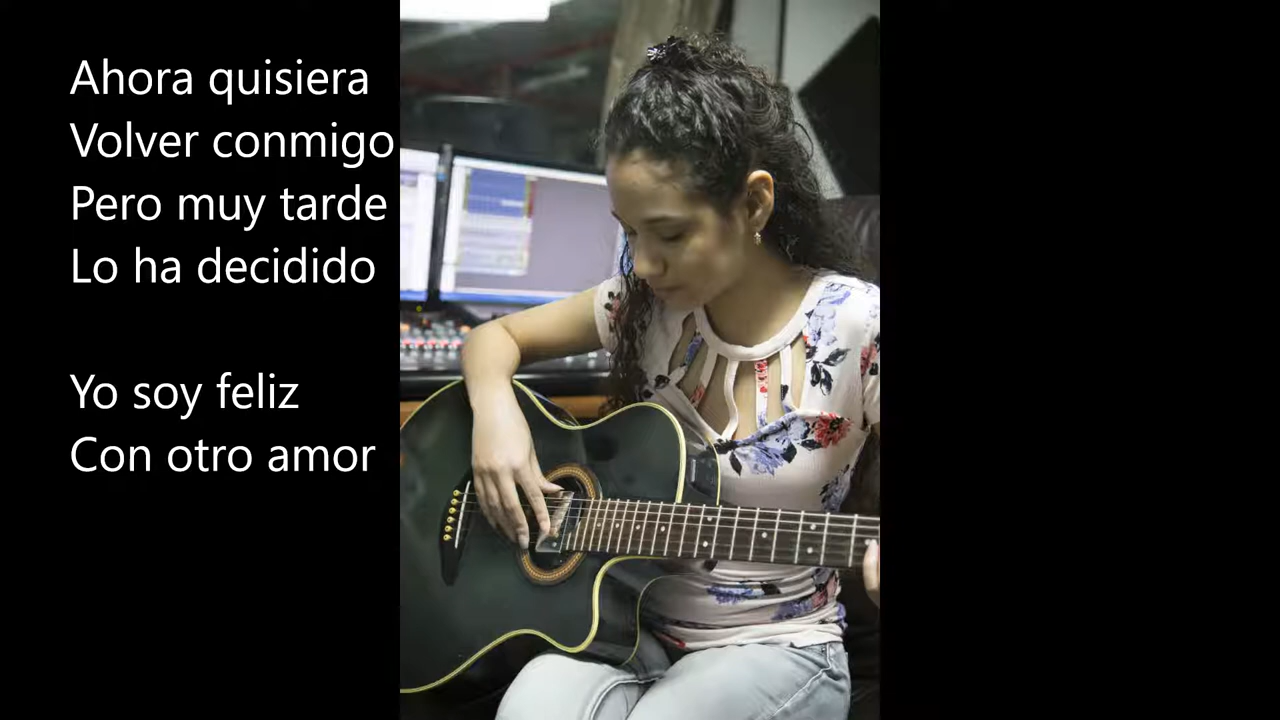 Ahora quisiera
Volver conmigo
Pero muy tarde
Lo ha decidido
Yo soy feliz
Con otro amor